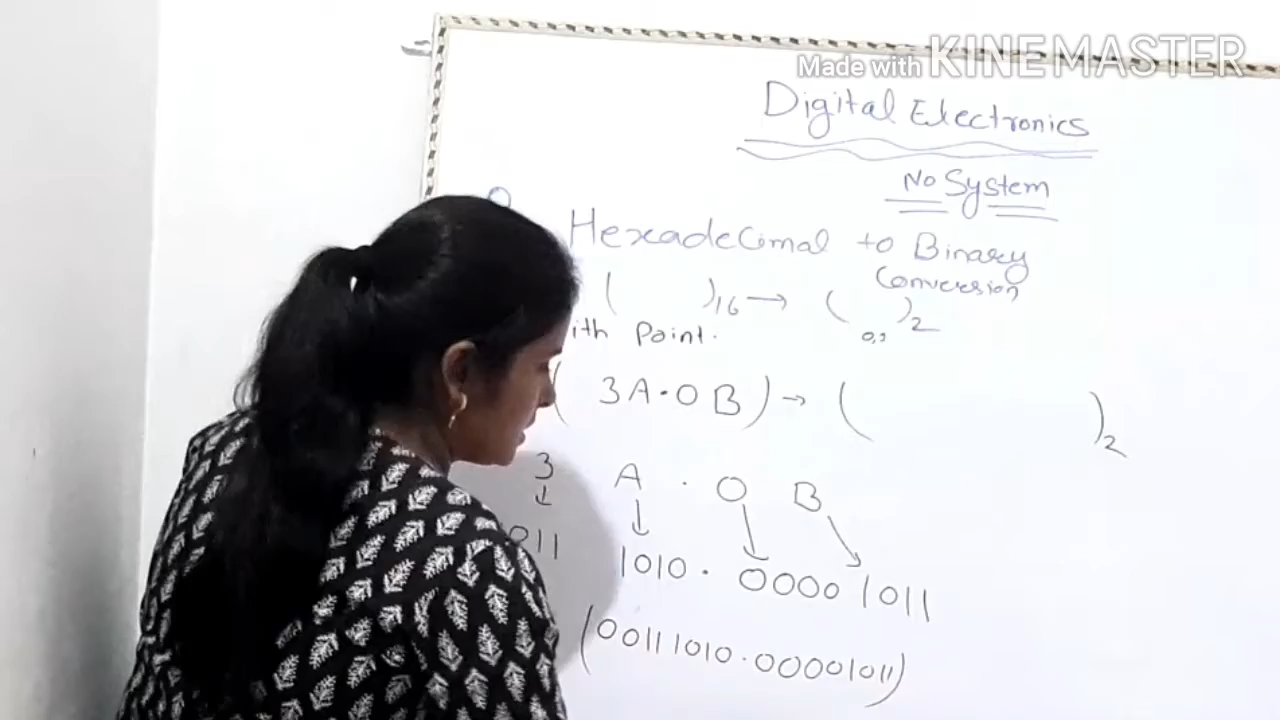 Made with KINEMASTER
Digital Electronics
No System
Hexadecimal to Binary
Conversion
( )16 → ( )2
0,1
ith Point.
( 3A.0B) → ( )2
3 A . 0 B
↓ ↓ ↘ ↘
011 1010. 0000 1011
(00111010.00001011)